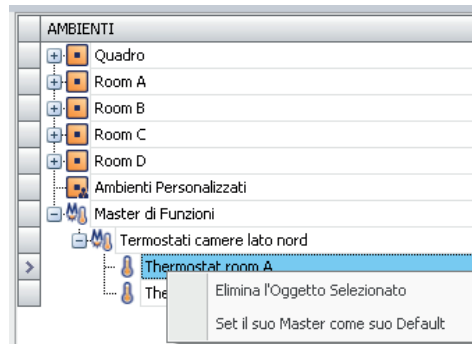 AMBIENTI
Quadro
Room A
Room B
Room C
Room D
Ambienti Personalizzati
Master di Funzioni
Termostati camere lato nord
Thermostat room A
The
Elimina l'Oggetto Selezionato
Set il suo Master come suo Default